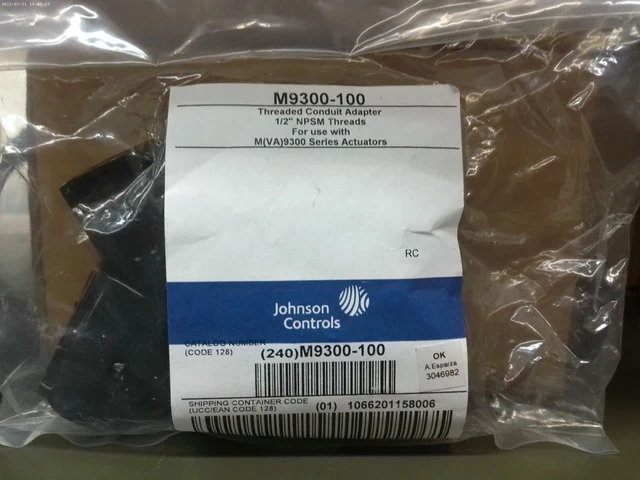 M9300-100
Threaded Conduit Adapter
1/2" NPSM Threads
For use with
M(VA)9300 Series Actuators
RC
Johnson
Controls
CATALOG NUMBER
(CODE 128)
(240)M9300-100
OK
A.Esparza
3046982
SHIPPING CONTAINER CODE
(UCC/EAN CODE 128)
(01) 1066201158006